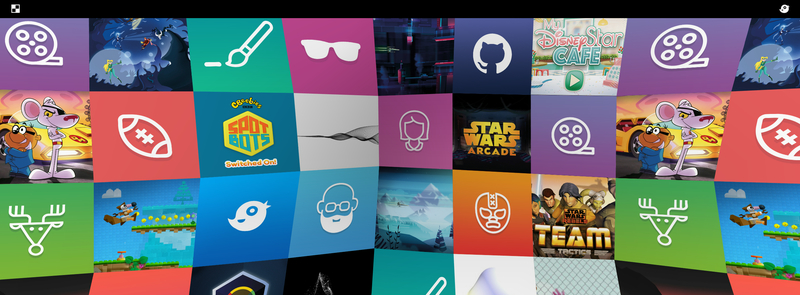 Disney Star
CAFE
CBeebies
SPOT
BOTS
Switched On!
STAR
WARS
ARCADE
STAR
WARS
REBELS
TEAM
TACTICS